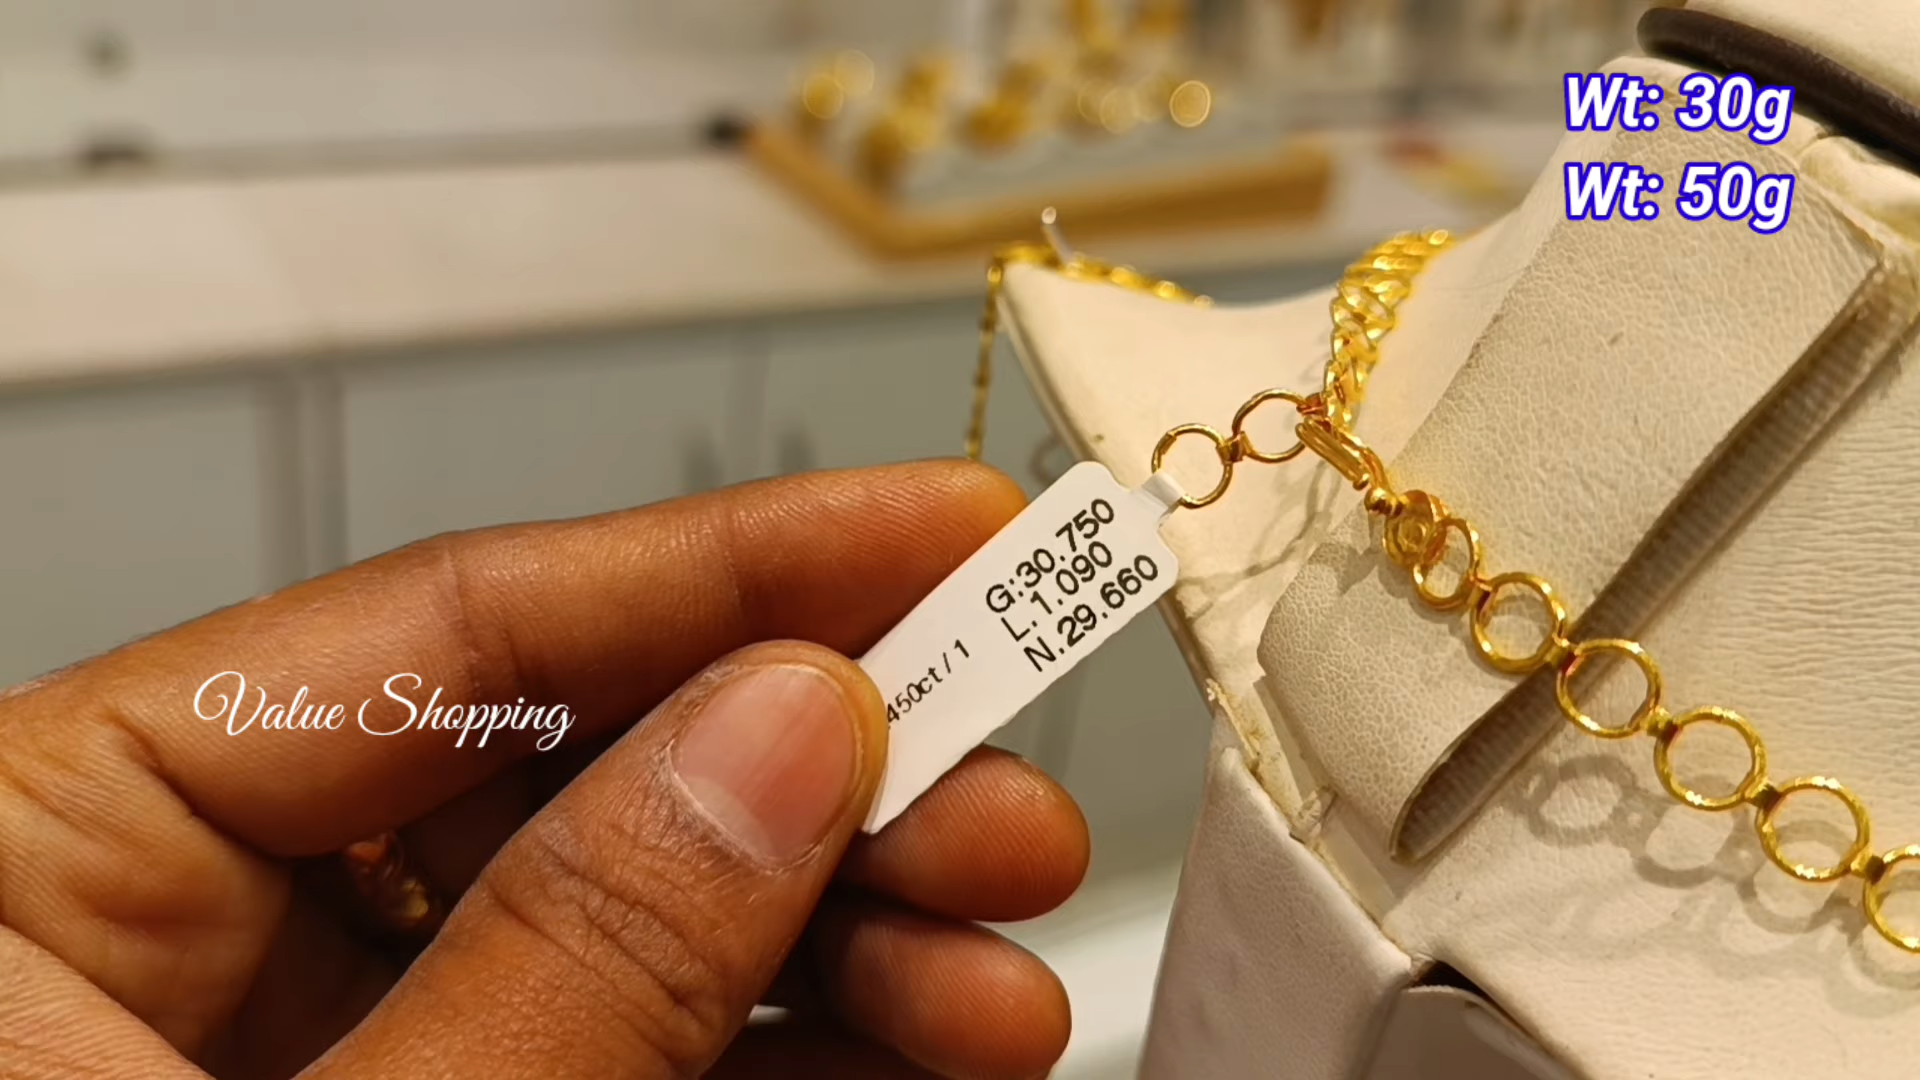 Wt: 30g
Wt: 50g
G:30.750
L.1.090
N.29.660
450ct/1
Value Shopping